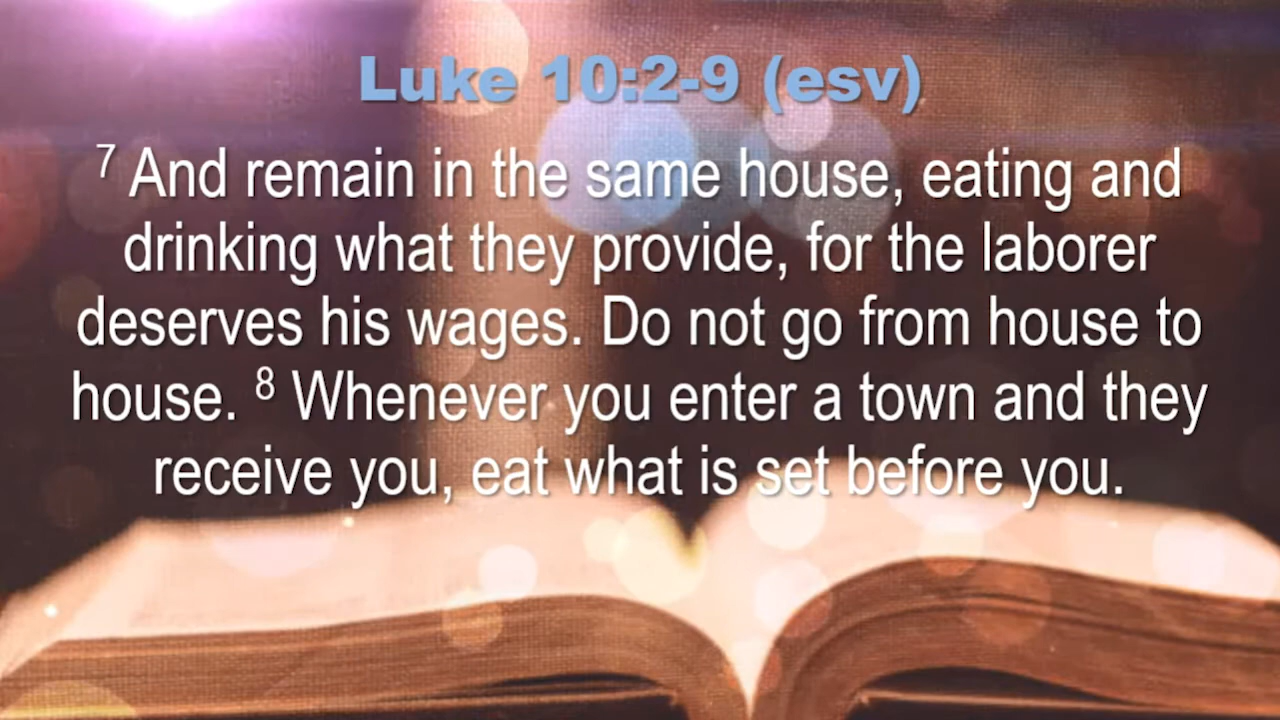 Luke 10:2-9 (esv)
7 And remain in the same house, eating and
drinking what they provide, for the laborer
deserves his wages. Do not go from house to
house. 8 Whenever you enter a town and they
receive you, eat what is set before you.